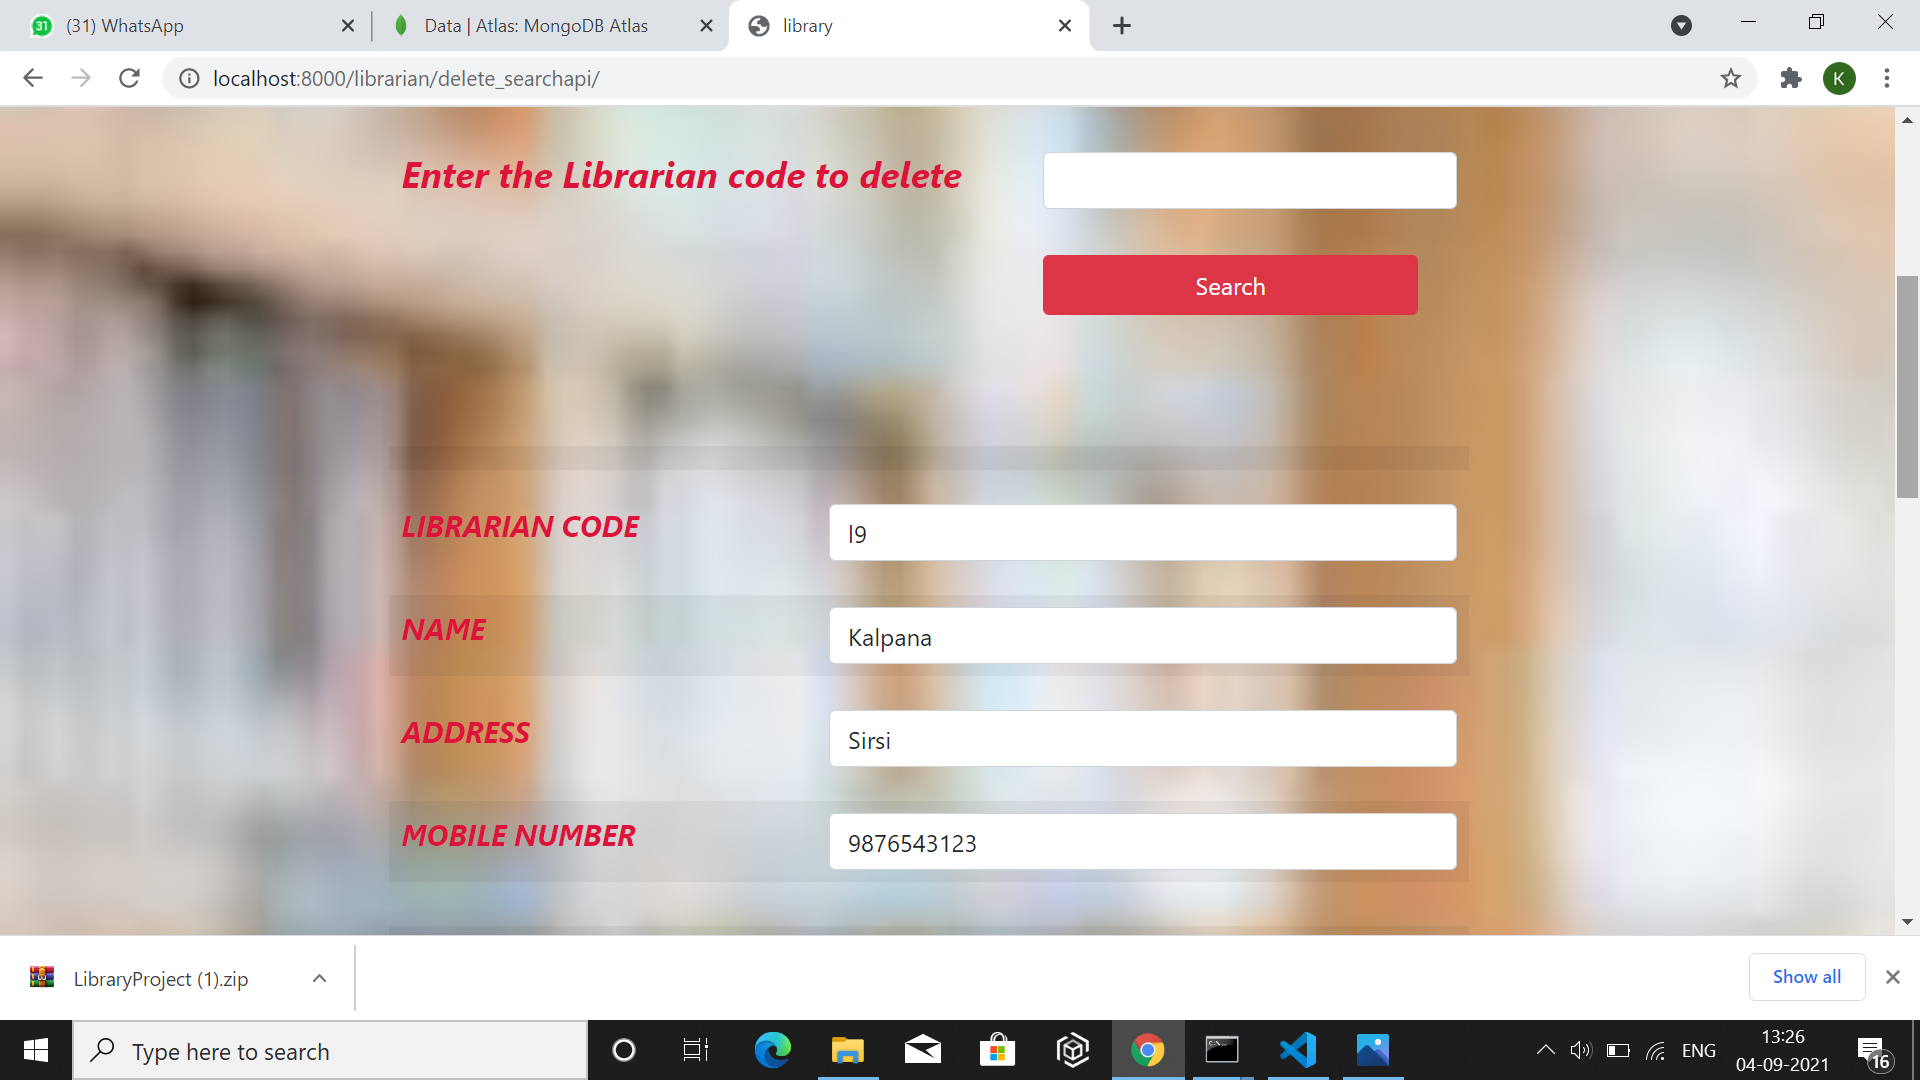 31 (31) WhatsApp
Data | Atlas: MongoDB Atlas
library
localhost:8000/librarian/delete_searchapi/
K
Enter the Librarian code to delete
Search
LIBRARIAN CODE
l9
NAME
Kalpana
ADDRESS
Sirsi
MOBILE NUMBER
9876543123
LibraryProject (1).zip
Show all
Type here to search
ENG
13:26
04-09-2021
16